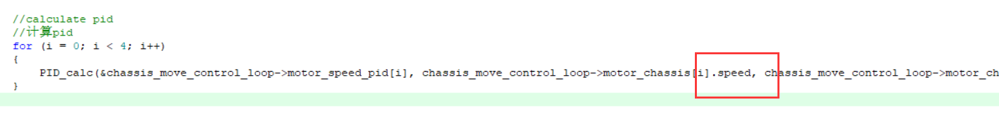 //calculate pid
//计算pid
for (i = 0; i < 4; i++)
{
PID_calc(&chassis_move_control_loop->motor_speed_pid[i], chassis_move_control_loop->motor_chassis[i].speed, chassis_move_control_loop->motor_ch
}